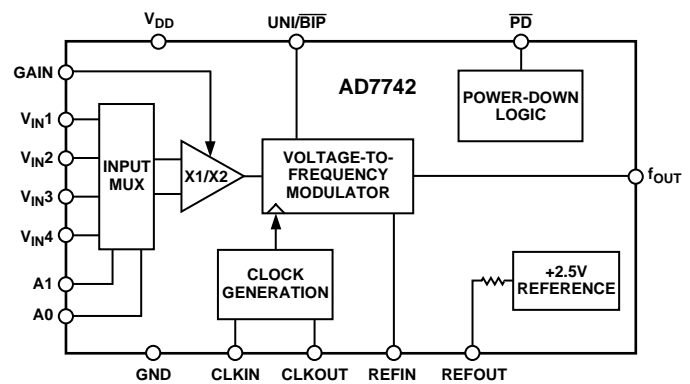 VDD
UNI/BIP
PD
GAIN
AD7742
POWER-DOWN
LOGIC
VIN1
VIN2
VIN3
VIN4
INPUT
MUX
X1/X2
VOLTAGE-TO-
FREQUENCY
MODULATOR
fOUT
A1
A0
CLOCK
GENERATION
+2.5V
REFERENCE
GND
CLKIN
CLKOUT
REFIN
REFOUT